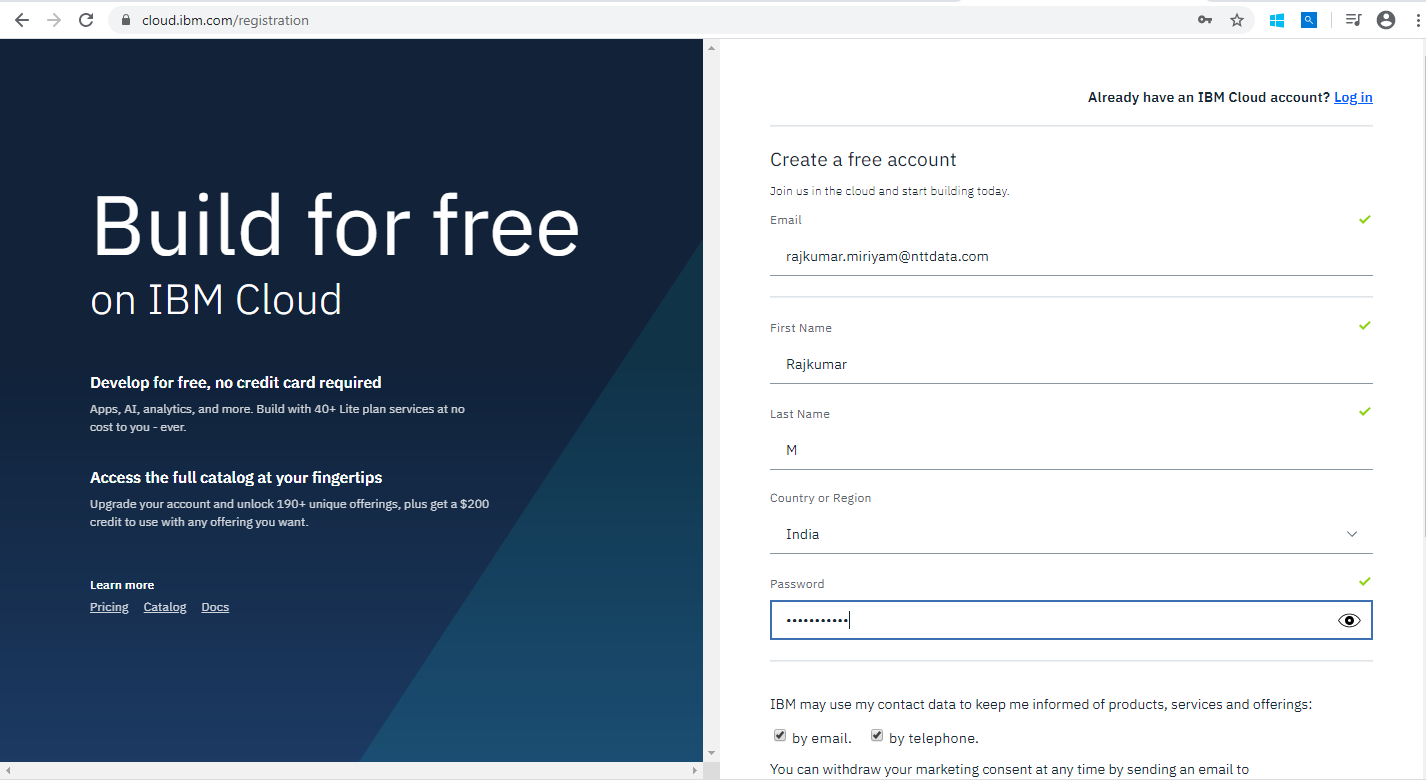 cloud.ibm.com/registration
Build for free
on IBM Cloud
Develop for free, no credit card required
Apps, AI, analytics, and more. Build with 40+ Lite plan services at no
cost to you - ever.
Access the full catalog at your fingertips
Upgrade your account and unlock 190+ unique offerings, plus get a $200
credit to use with any offering you want.
Learn more
Pricing Catalog Docs
Already have an IBM Cloud account? Log in
Create a free account
Join us in the cloud and start building today.
Email
rajkumar.miriyam@nttdata.com
First Name
Rajkumar
Last Name
M
Country or Region
India
Password
•••••••••••
IBM may use my contact data to keep me informed of products, services and offerings:
by email. by telephone.
You can withdraw your marketing consent at any time by sending an email to